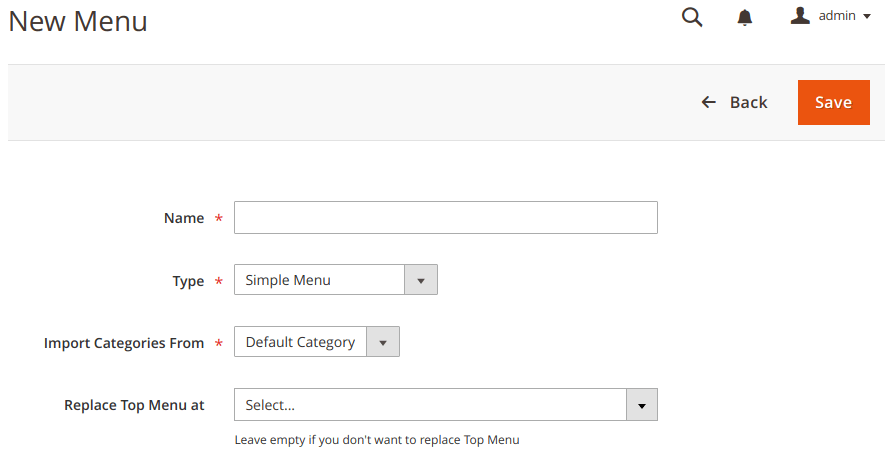 New Menu
admin
Back
Save
Name *
Type * Simple Menu
Import Categories From * Default Category
Replace Top Menu at Select...
Leave empty if you don't want to replace Top Menu